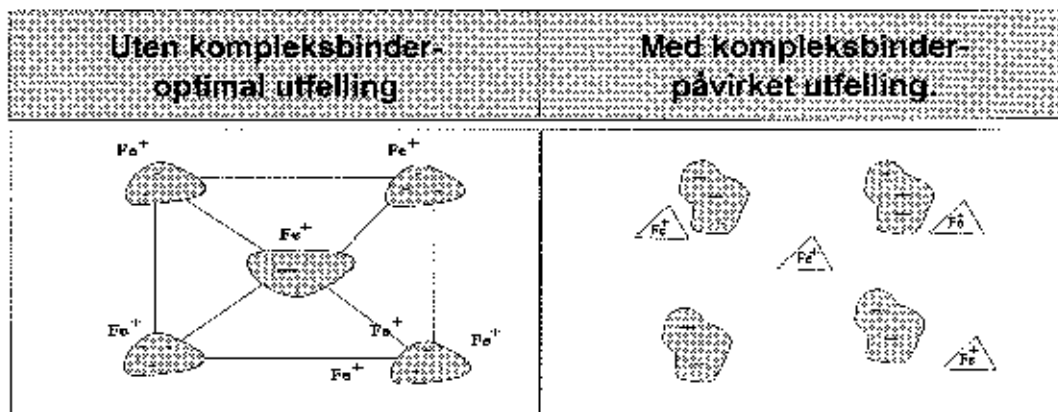 Uten kompleksbinder-
optimal utfelling
Med kompleksbinder-
påvirket utfelling.
Fe+
Fe+
Fe+
Fe+
Fe+
Fe+
Fe+
Fe+
Fe+
Fe+
Fe+